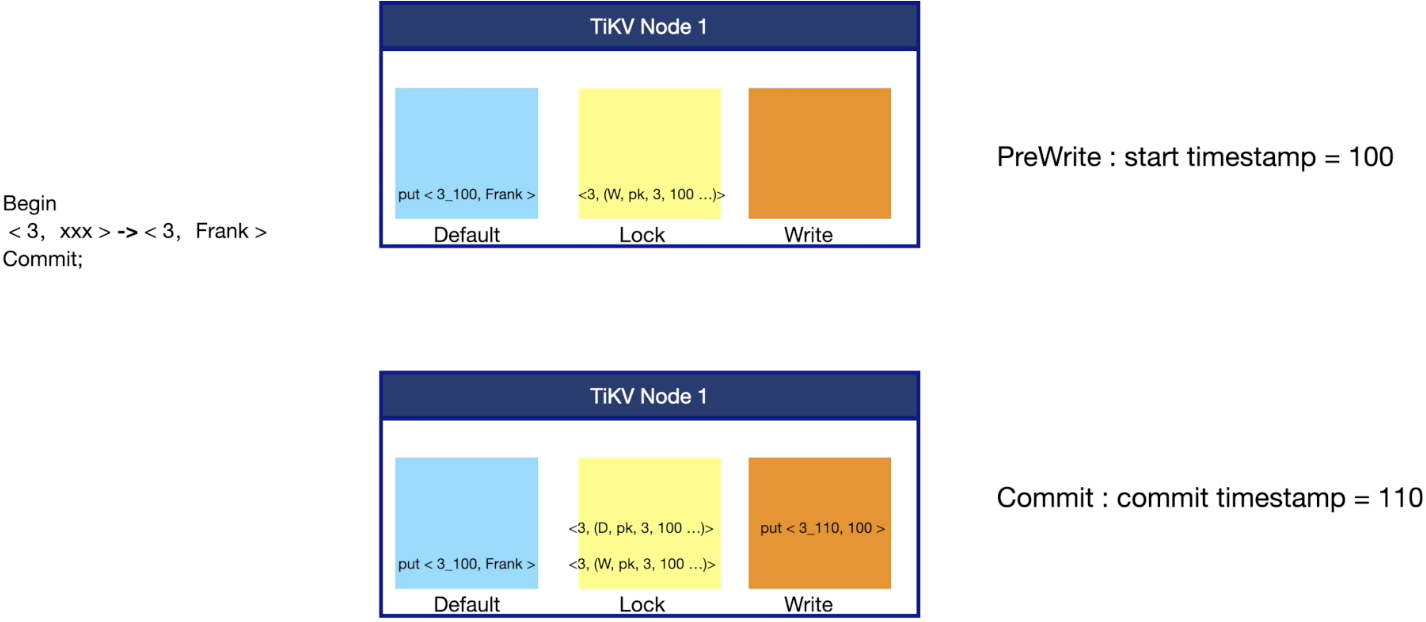 TiKV Node 1
put < 3_100, Frank >
<3, (W, pk, 3, 100 ...)>
Default
Lock
Write
PreWrite : start timestamp = 100
Begin
< 3, xxx > -> < 3, Frank >
Commit;
TiKV Node 1
<3, (D, pk, 3, 100 ...)>
put < 3_110, 100 >
put < 3_100, Frank >
<3, (W, pk, 3, 100 ...)>
Default
Lock
Write
Commit : commit timestamp = 110